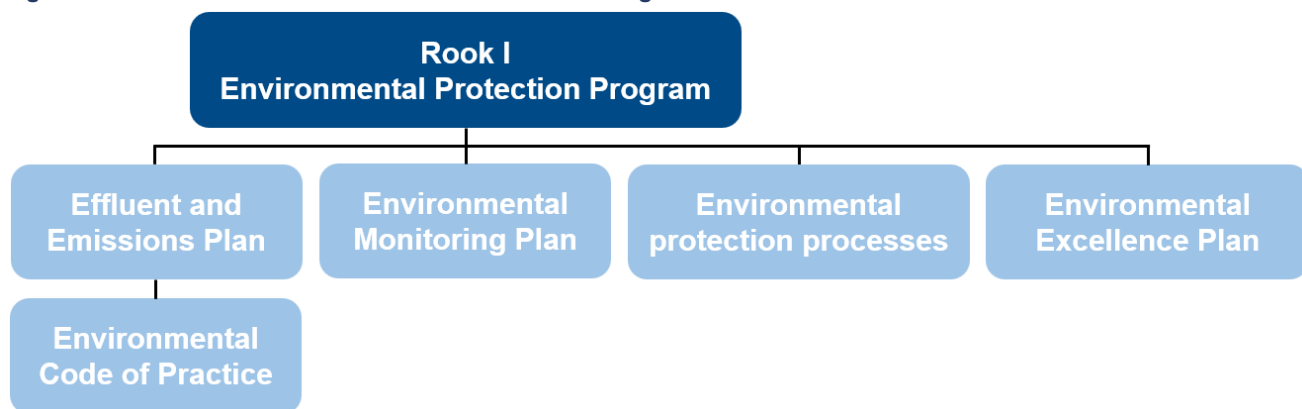 Rook I
Environmental Protection Program
Effluent and
Emissions Plan
Environmental
Monitoring Plan
Environmental
protection processes
Environmental
Excellence Plan
Environmental
Code of Practice